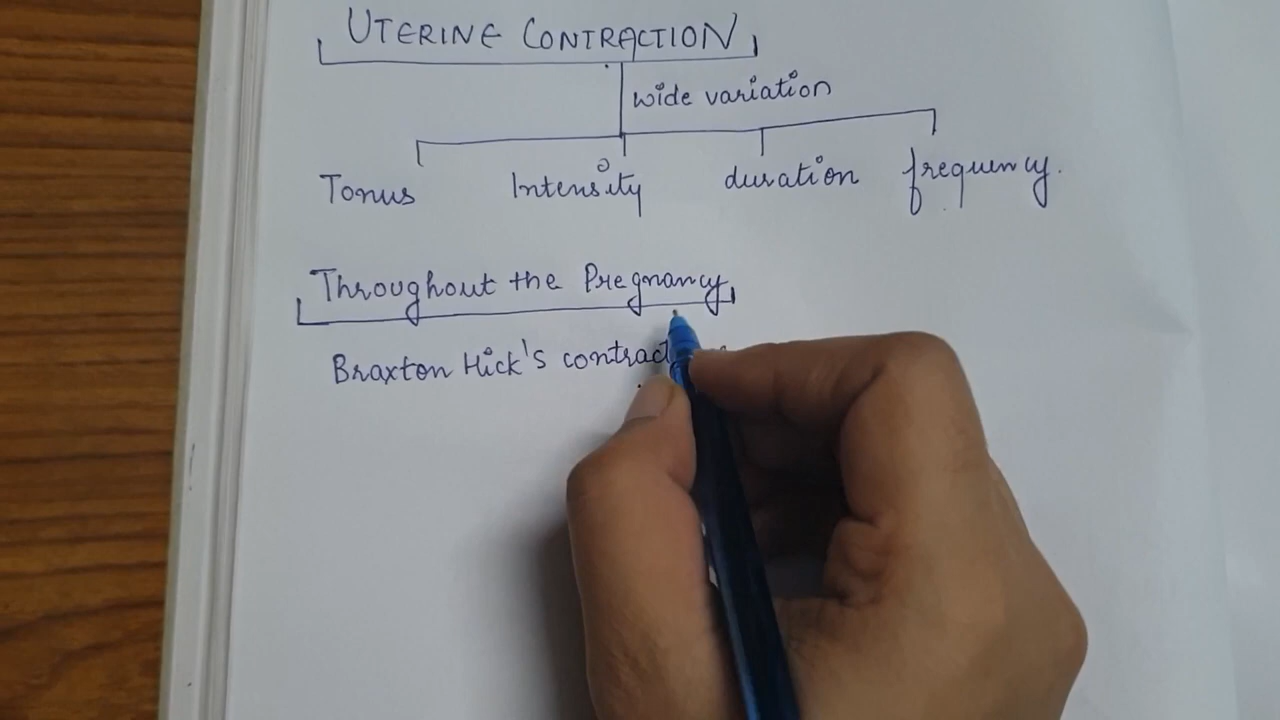 UTERINE CONTRACTION
wide variation
Tonus Intensity duration frequency.
Throughout the Pregnancy
Braxton Hick's